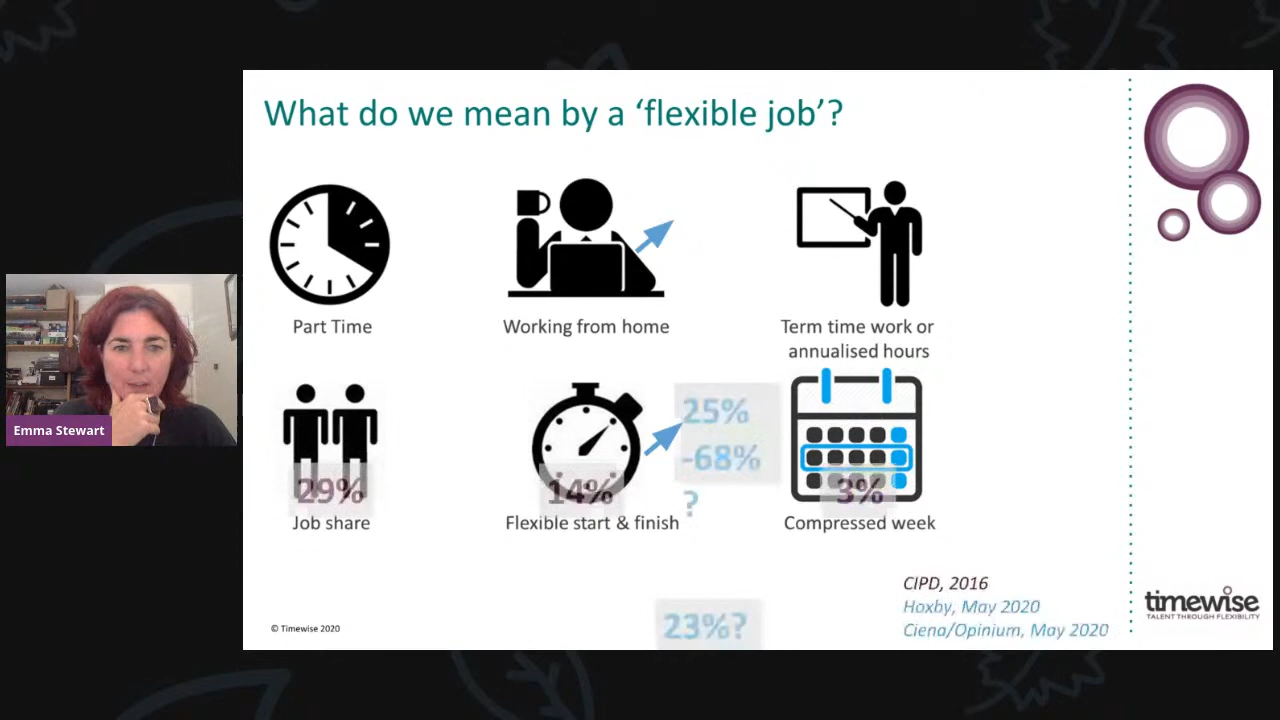 What do we mean by a ‘flexible job’?
Part Time
Working from home
Term time work or
annualised hours
29%
14%
25%
-68%
?
3%
Job share
Flexible start & finish
Compressed week
23%?
CIPD, 2016
Hoxby, May 2020
Ciena/Opinium, May 2020
© Timewise 2020
timewise
TALENT THROUGH FLEXIBILITY
Emma Stewart